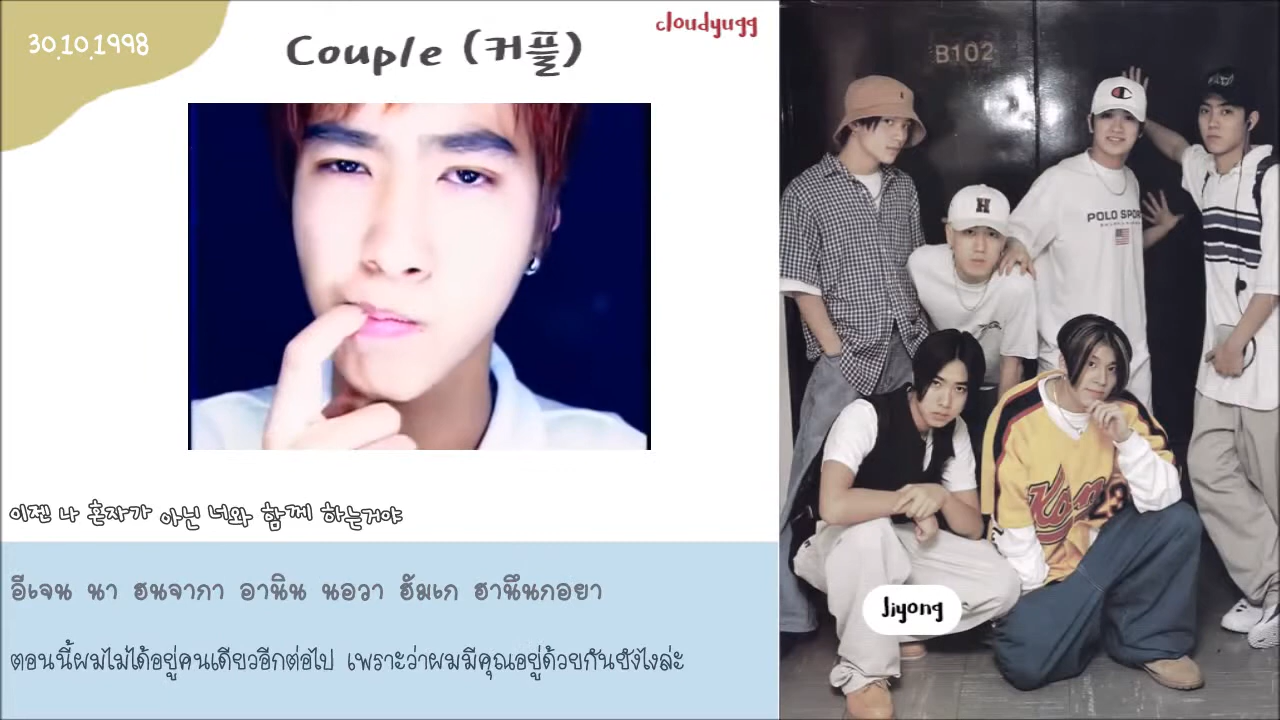 30.10.1998
Couple (커플)
cloudyugg
이젠 나 혼자가 아닌 너와 함께 하는거야
อีเจน นา ฮนจากา อานิน นอวา ฮัมเก ฮานึนกอยา
ตอนนี้ผมไม่ได้อยู่คนเดียวอีกต่อไป เพราะว่าผมมีคุณอยู่ด้วยกันยังไงล่ะ
B102
C
H
POLO SPORT
Kom
23
Jiyong